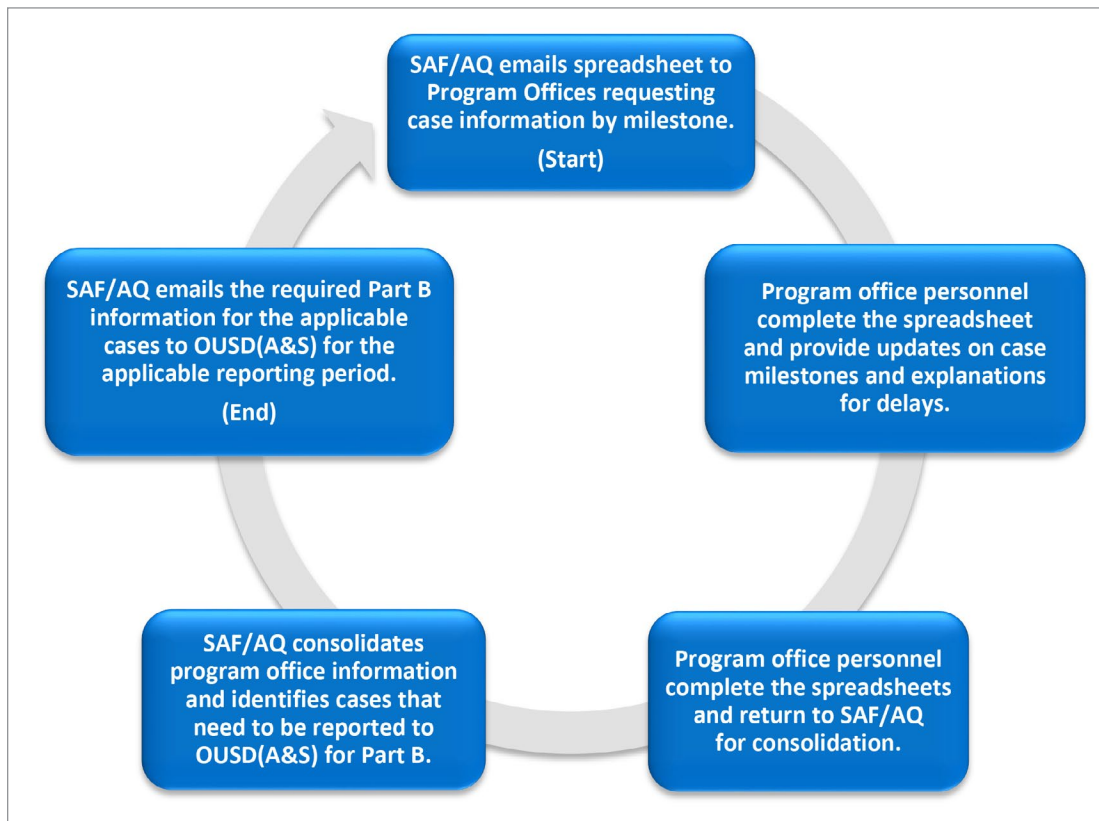 SAF/AQ emails spreadsheet to
Program Offices requesting
case information by milestone.
(Start)
Program office personnel
complete the spreadsheet
and provide updates on case
milestones and explanations
for delays.
Program office personnel
complete the spreadsheets
and return to SAF/AQ
for consolidation.
SAF/AQ consolidates
program office information
and identifies cases that
need to be reported to
OUSD(A&S) for Part B.
SAF/AQ emails the required Part B
information for the applicable
cases to OUSD(A&S) for the
applicable reporting period.
(End)